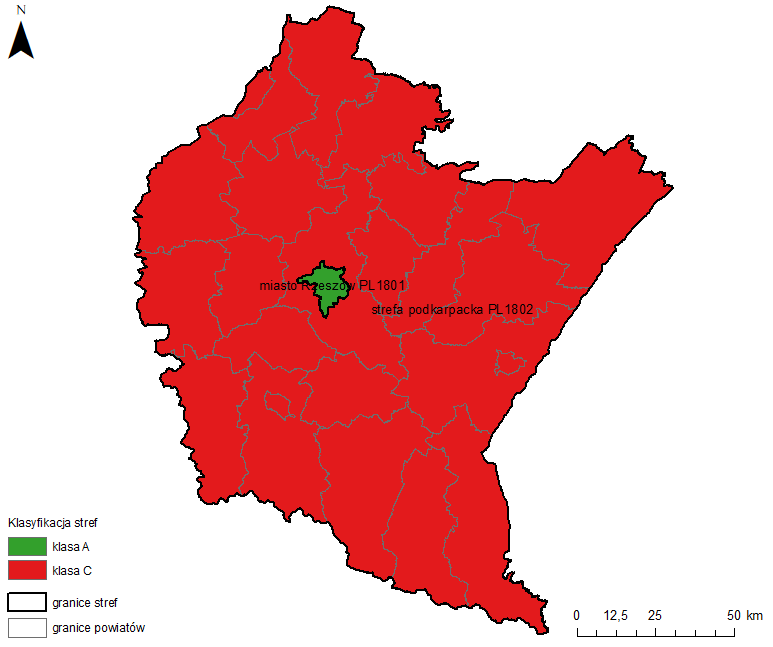 N
miasto Rzeszów PL1801
strefa podkarpacka PL1802
Klasyfikacja stref
klasa A
klasa C
granice stref
granice powiatów
0 12,5 25 50 km